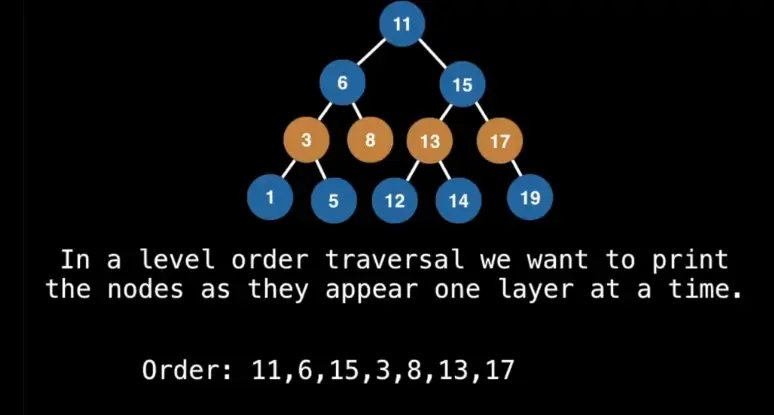 11
6 15
3 8 13 17
1 5 12 14 19
In a level order traversal we want to print
the nodes as they appear one layer at a time.
Order: 11,6,15,3,8,13,17